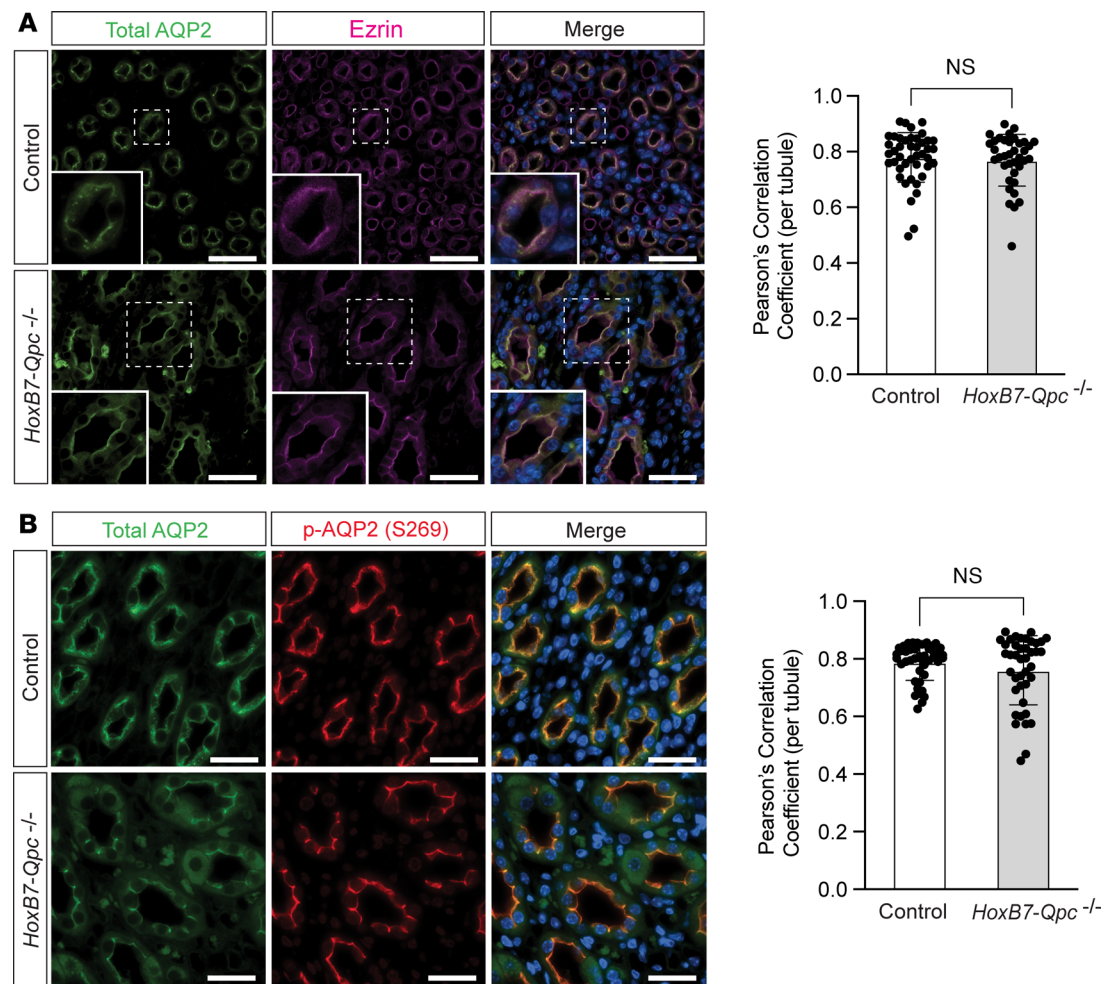 A
Total AQP2
Ezrin
Merge
Control
HoxB7-Qpc -/-
Pearson's Correlation
Coefficient (per tubule)
NS
1.0
0.8
0.6
0.4
0.2
0.0
Control
HoxB7-Qpc -/-
B
Total AQP2
p-AQP2 (S269)
Merge
Control
HoxB7-Qpc -/-
Pearson's Correlation
Coefficient (per tubule)
NS
1.0
0.8
0.6
0.4
0.2
0.0
Control
HoxB7-Qpc -/-